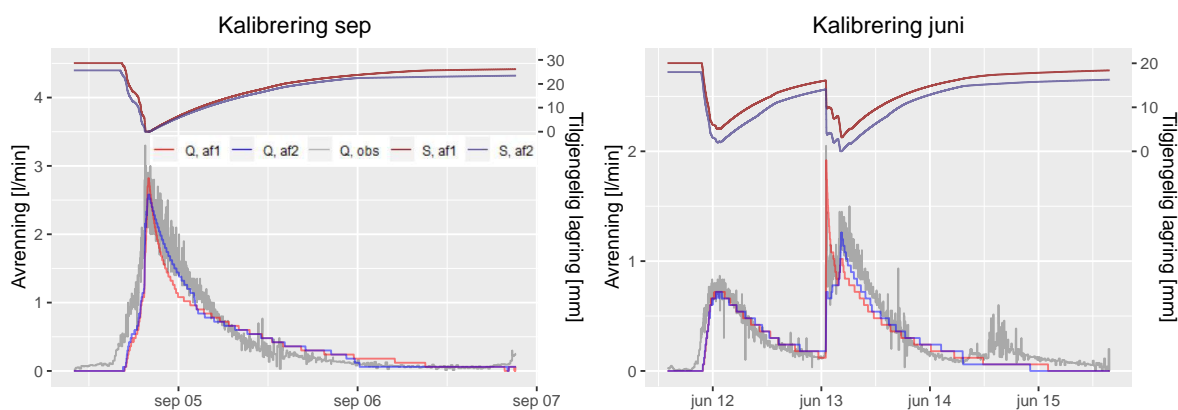 Kalibrering sep
Avrenning [l/min]
4
3
2
1
0
30
20
10
0
Tilgjengelig lagring [mm]
Q, af1 Q, af2 Q, obs S, af1 S, af2
sep 05 sep 06 sep 07
Kalibrering juni
Avrenning [l/min]
2
1
0
20
10
0
Tilgjengelig lagring [mm]
jun 12 jun 13 jun 14 jun 15